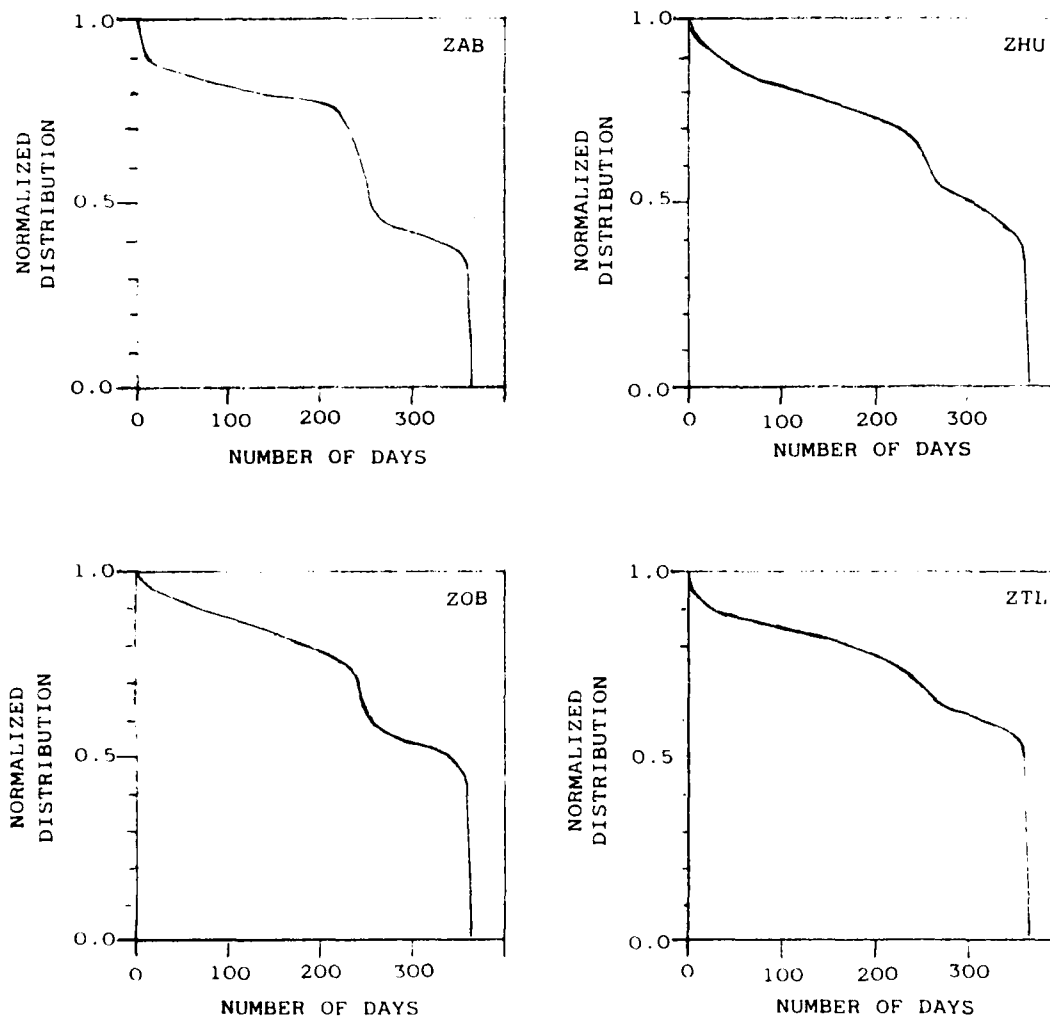 1.0
ZAB
NORMALIZED
DISTRIBUTION
0.5
0.0
0 100 200 300
NUMBER OF DAYS
1.0
ZHU
NORMALIZED
DISTRIBUTION
0.5
0.0
0 100 200 300
NUMBER OF DAYS
1.0
ZOB
NORMALIZED
DISTRIBUTION
0.5
0.0
0 100 200 300
NUMBER OF DAYS
1.0
ZTL
NORMALIZED
DISTRIBUTION
0.5
0.0
0 100 200 300
NUMBER OF DAYS